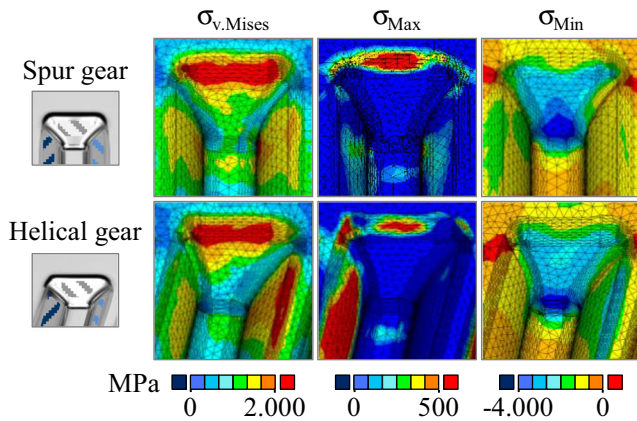 σv.Mises σMax σMin
Spur gear
Helical gear
MPa
0 2.000 0 500 -4.000 0